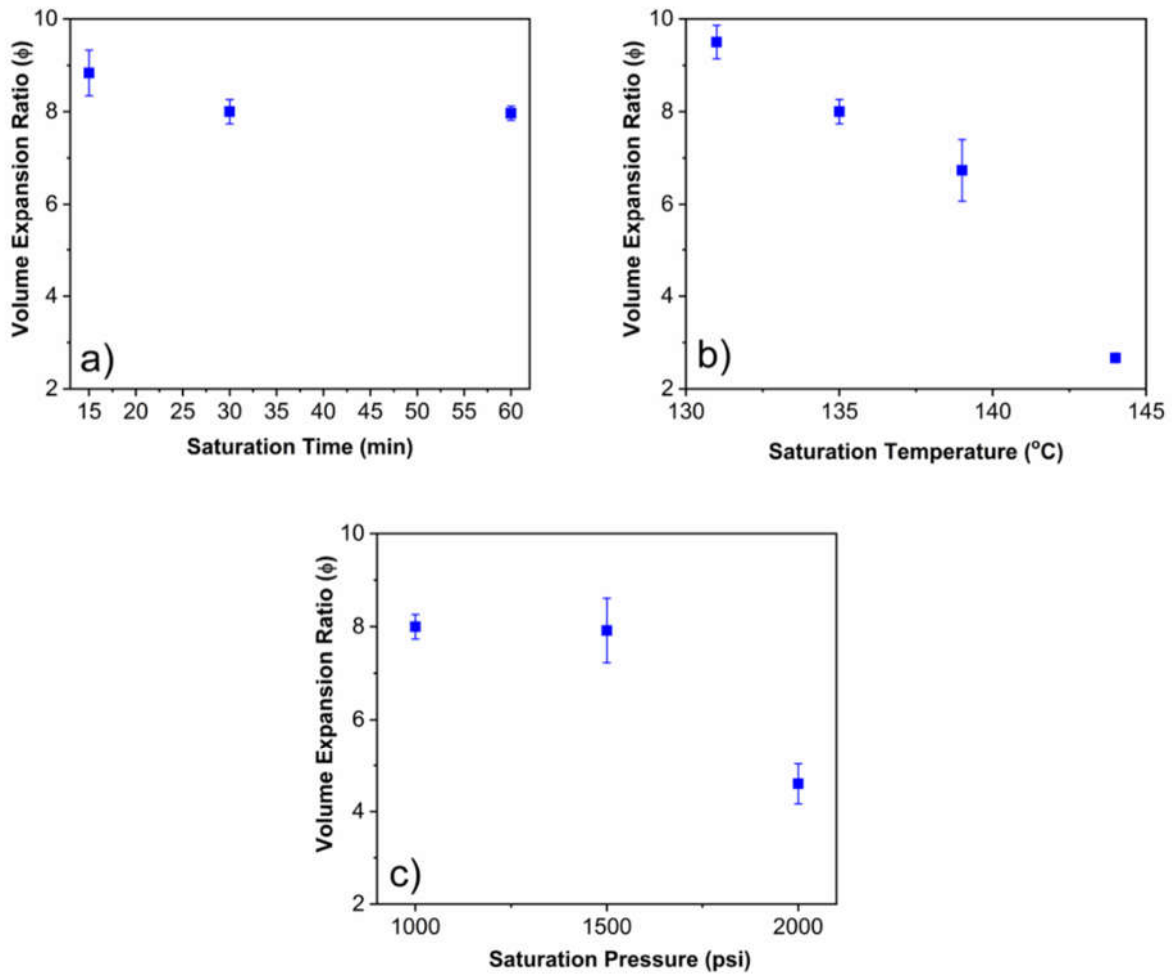 10
8
6
4
2
Volume Expansion Ratio (ϕ)
a)
15 20 25 30 35 40 45 50 55 60
Saturation Time (min)
10
8
6
4
2
Volume Expansion Ratio (ϕ)
b)
130 135 140 145
Saturation Temperature (°C)
10
8
6
4
2
Volume Expansion Ratio (ϕ)
c)
1000 1500 2000
Saturation Pressure (psi)